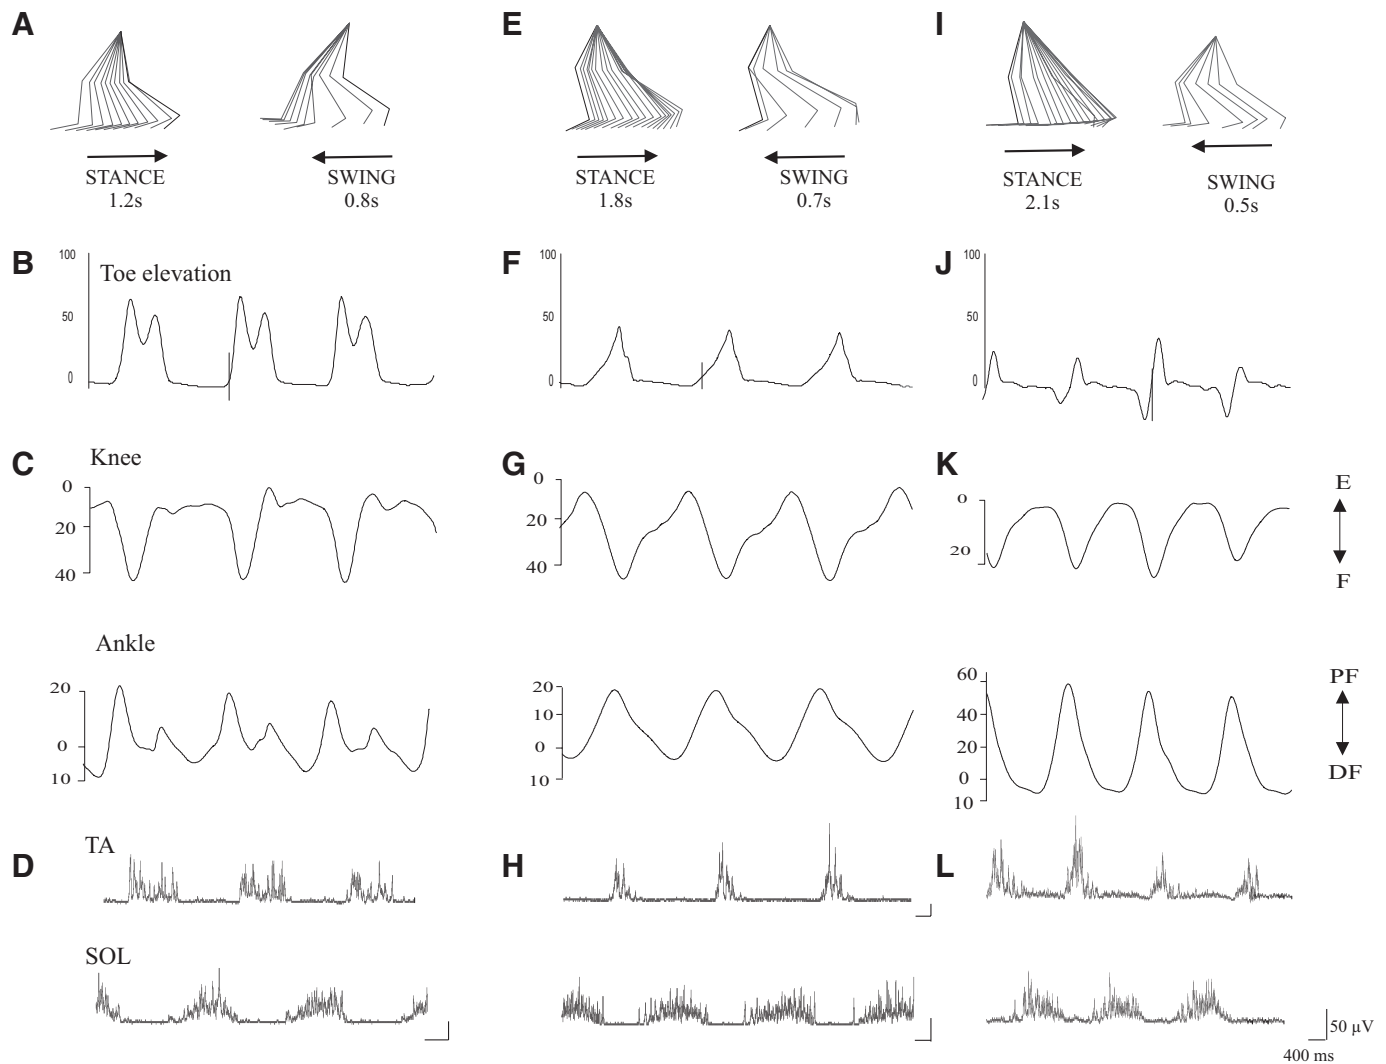 A E I
STANCE SWING STANCE SWING STANCE SWING
1.2s 0.8s 1.8s 0.7s 2.1s 0.5s
B F J
Toe elevation
100 100 100
50 50 50
0 0 0
C G K
Knee
0 0 0 E
20 20 20
40 40 F
Ankle
20 20 60 PF
10 40
0 0 20
10 10 0 DF
10
D H L
TA
SOL
50 µV
400 ms